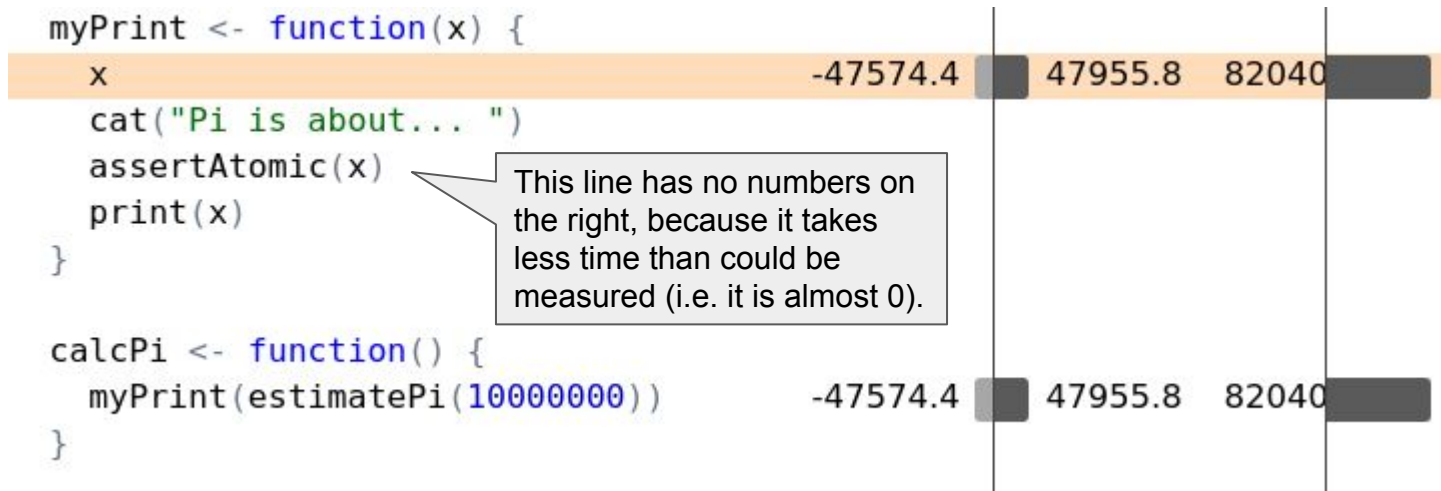 myPrint <- function(x) {
x -47574.4 47955.8 82040
cat("Pi is about... ")
assertAtomic(x)
print(x)
}
This line has no numbers on
the right, because it takes
less time than could be
measured (i.e. it is almost 0).
calcPi <- function() {
myPrint(estimatePi(10000000)) -47574.4 47955.8 82040
}